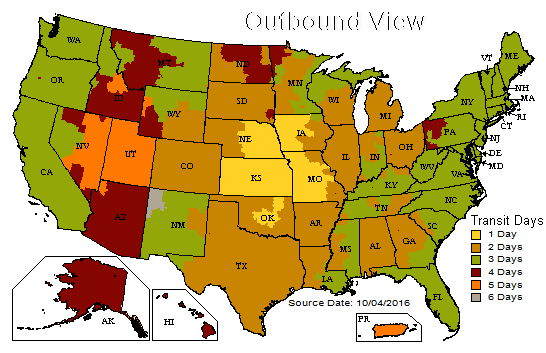 Outbound View
WA
OR
CA
ID
NV
MT
WY
UT
AZ
CO
NM
ND
SD
NE
KS
OK
TX
MN
IA
MO
AR
LA
WI
IL
MS
MI
IN
KY
TN
AL
OH
GA
FL
SC
NC
VA
WV
PA
NY
VT
ME
NH
MA
RI
CT
NJ
DE
MD
AK
HI
PR
Transit Days
1 Day
2 Days
3 Days
4 Days
5 Days
6 Days
Source Date: 10/04/2016